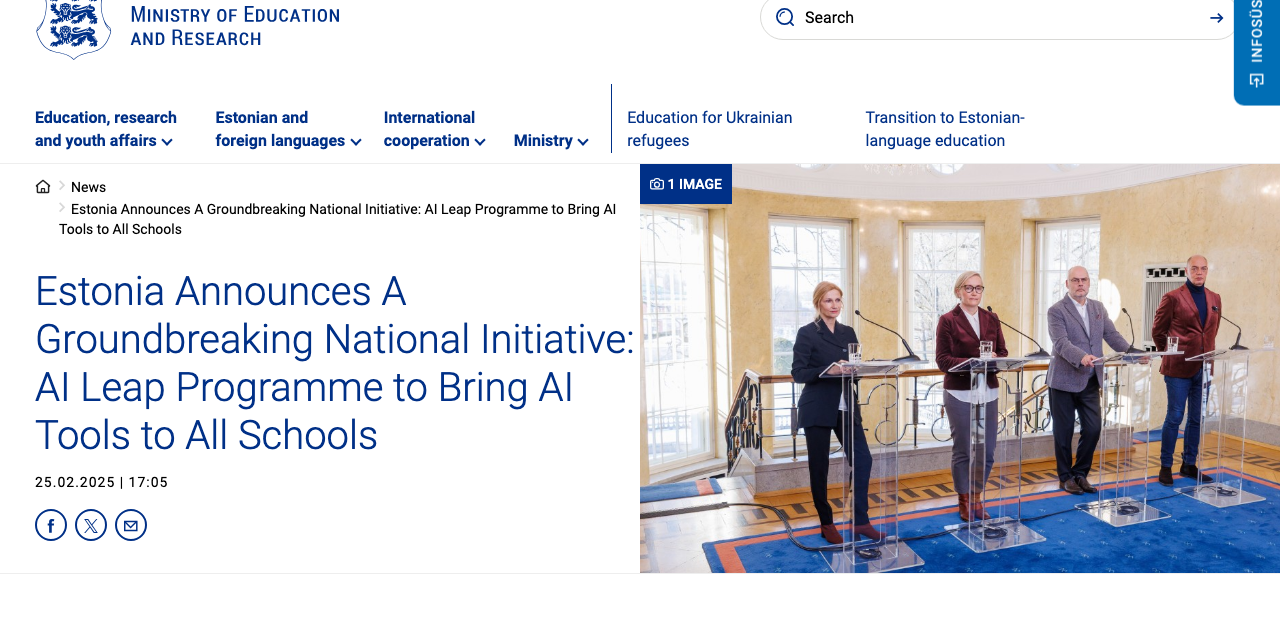 MINISTRY OF EDUCATION
AND RESEARCH
Search
INFOSÜS
Education, research
and youth affairs
Estonian and
foreign languages
International
cooperation
Ministry
Education for Ukrainian
refugees
Transition to Estonian-
language education
News
Estonia Announces A Groundbreaking National Initiative: AI Leap Programme to Bring AI
Tools to All Schools
1 IMAGE
Estonia Announces A
Groundbreaking National Initiative:
AI Leap Programme to Bring AI
Tools to All Schools
25.02.2025 | 17:05